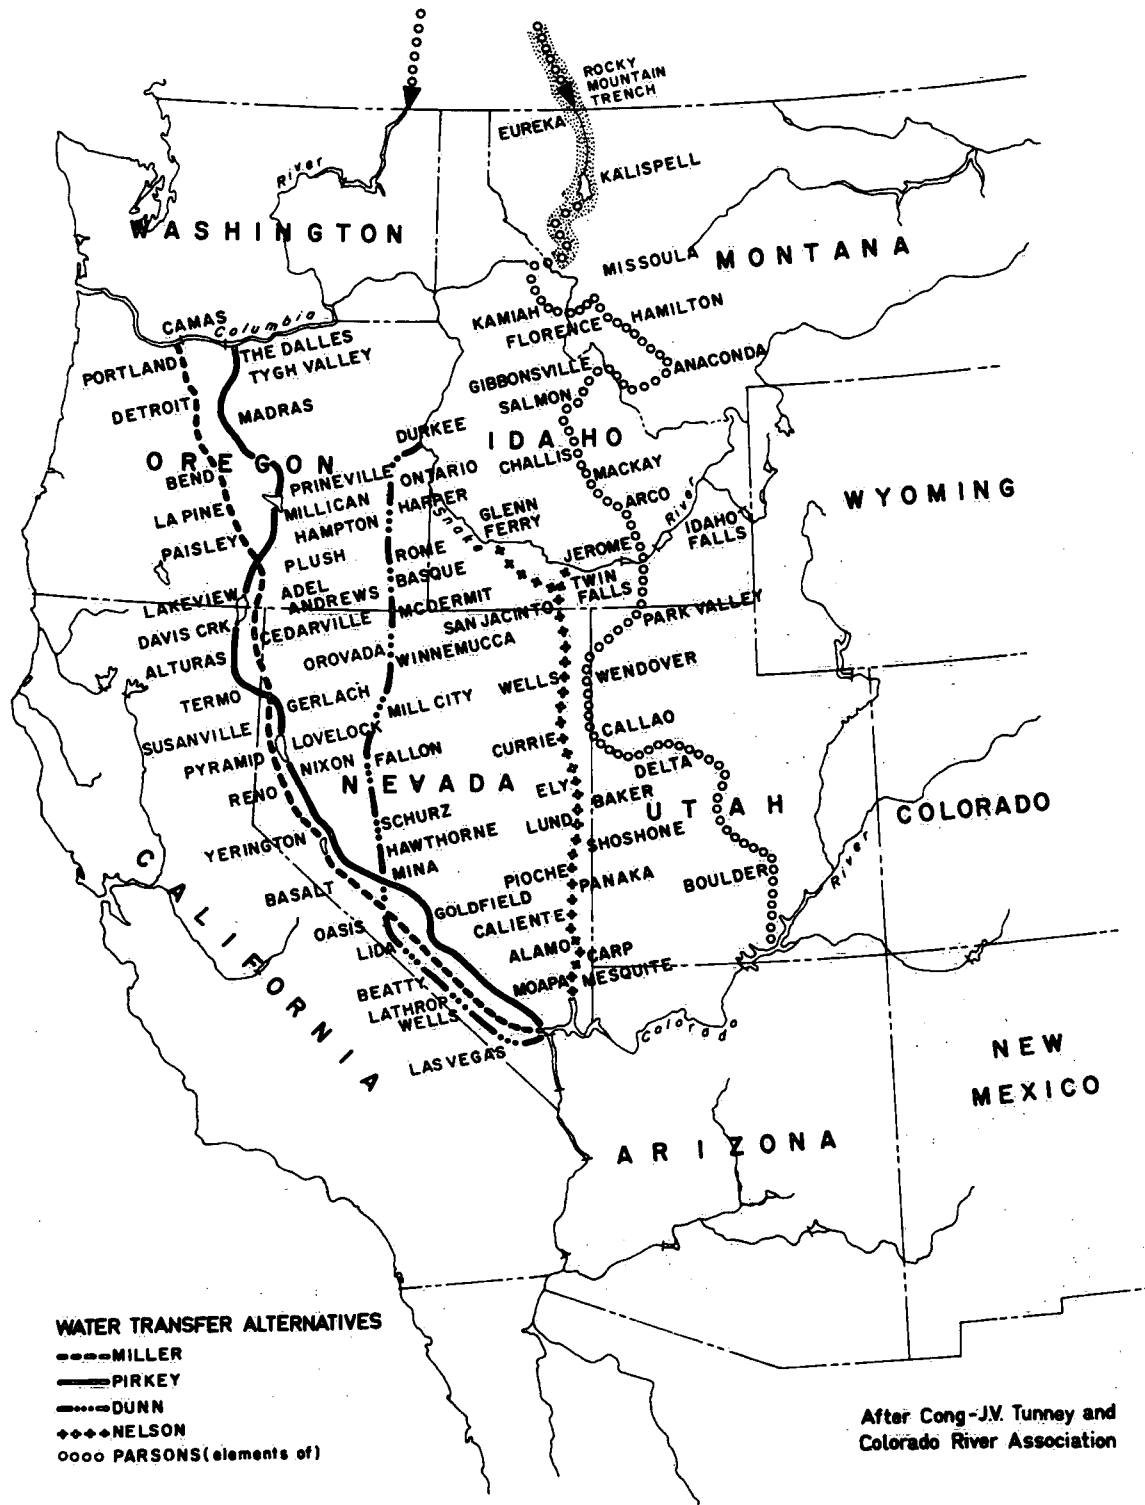 ROCKY
MOUNTAIN
TRENCH
EUREKA
KALISPELL
River
WASHINGTON
MISSOULA
MONTANA
CAMAS
Columbia
KAMIAH
HAMILTON
FLORENCE
THE DALLES
PORTLAND
TYGH VALLEY
ANACONDA
GIBBONSVILLE
DETROIT
MADRAS
SALMON
DURKEE
IDAHO
OREGON
CHALLIS
BEND
PRINEVILLE
ONTARIO
MACKAY
WYOMING
LA PINE
MILLICAN
HARPER
GLENN
FERRY
ARCO
River
Snake
HAMPTON
IDAHO
FALLS
PAISLEY
PLUSH
ROME
JEROME
BASQUE
TWIN
FALLS
LAKEVIEW
ADEL
ANDREWS
MCDERMIT
SAN JACINTO
PARK VALLEY
DAVIS CRK
CEDARVILLE
ALTURAS
OROVADA
WINNEMUCCA
WENDOVER
TERMO
GERLACH
MILL CITY
WELLS
SUSANVILLE
LOVELOCK
CALLAO
PYRAMID
NIXON
FALLON
CURRIE
DELTA
NEVADA
RENO
ELY
BAKER
UTAH
COLORADO
SCHURZ
LUND
YERINGTON
HAWTHORNE
SHOSHONE
MINA
PIOCHE
PANAKA
BOULDER
River
BASALT
GOLDFIELD
CALIENTE
CALIFORNIA
OASIS
LIDA
ALAMO
CARP
MOAPA
MESQUITE
BEATTY
LATHROP
WELLS
Colorado
LAS VEGAS
NEW
MEXICO
ARIZONA
WATER TRANSFER ALTERNATIVES
MILLER
PIRKEY
DUNN
NELSON
PARSONS (elements of)
After Cong-J.V. Tunney and
Colorado River Association